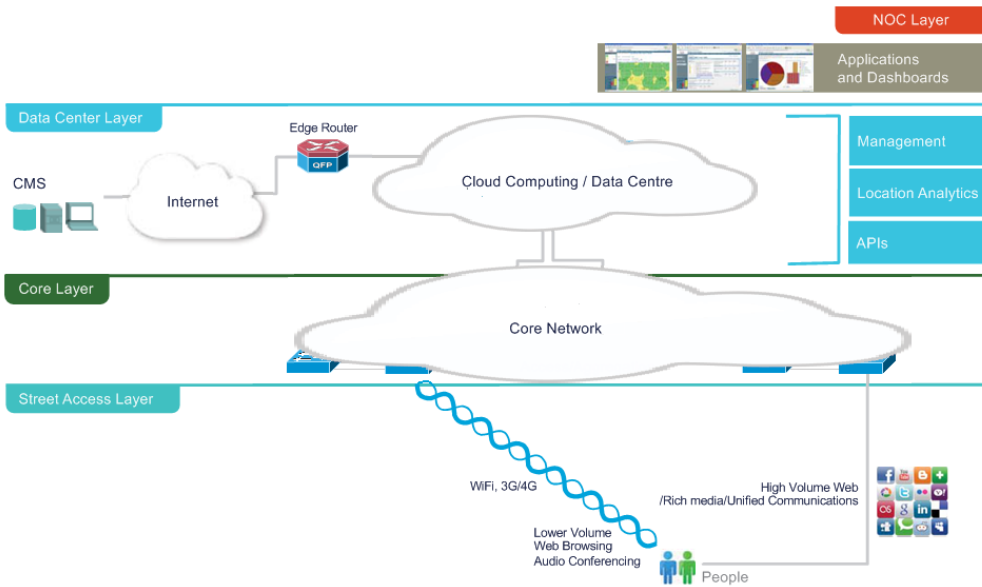 NOC Layer
Applications
and Dashboards
Data Center Layer
Edge Router
QFP
CMS
Internet
Cloud Computing / Data Centre
Management
Location Analytics
APIs
Core Layer
Core Network
Street Access Layer
WiFi, 3G/4G
High Volume Web
/Rich media/Unified Communications
Lower Volume
Web Browsing
Audio Conferencing
People